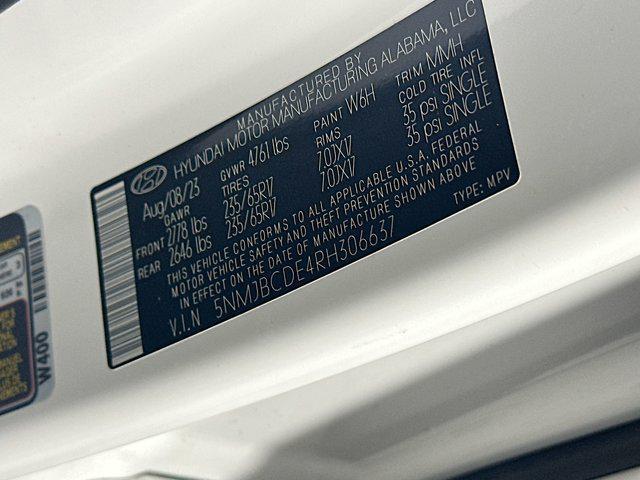 MANUFACTURED BY
HYUNDAI MOTOR MANUFACTURING ALABAMA, LLC
Aug/08/23 GVWR 4761 lbs PAINT W6H TRIM MMH
GAWR TIRES RIMS COLD TIRE INFL
FRONT 2778 lbs 235/65R17 7.0JX17 35 psi SINGLE
REAR 2646 lbs 235/65R17 7.0JX17 35 psi SINGLE
THIS VEHICLE CONFORMS TO ALL APPLICABLE U.S.A. FEDERAL
MOTOR VEHICLE SAFETY AND THEFT PREVENTION STANDARDS
IN EFFECT ON THE DATE OF MANUFACTURE SHOWN ABOVE
V.I.N 5NMJBCDE4RH306637 TYPE: MPV
W400